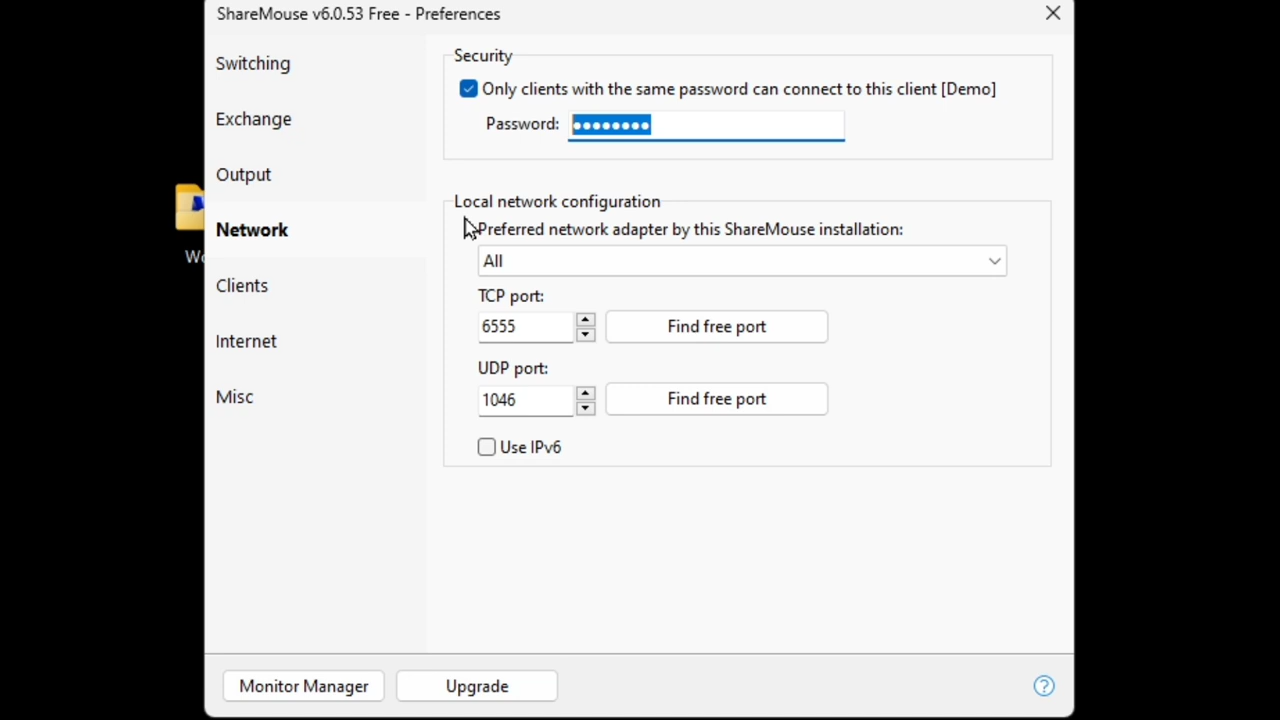 ShareMouse v6.0.53 Free - Preferences
Switching
Exchange
Output
Network
Clients
Internet
Misc
Security
Only clients with the same password can connect to this client [Demo]
Password: ●●●●●●●●
Local network configuration
Preferred network adapter by this ShareMouse installation:
All
TCP port:
6555
Find free port
UDP port:
1046
Find free port
Use IPv6
Monitor Manager
Upgrade
?